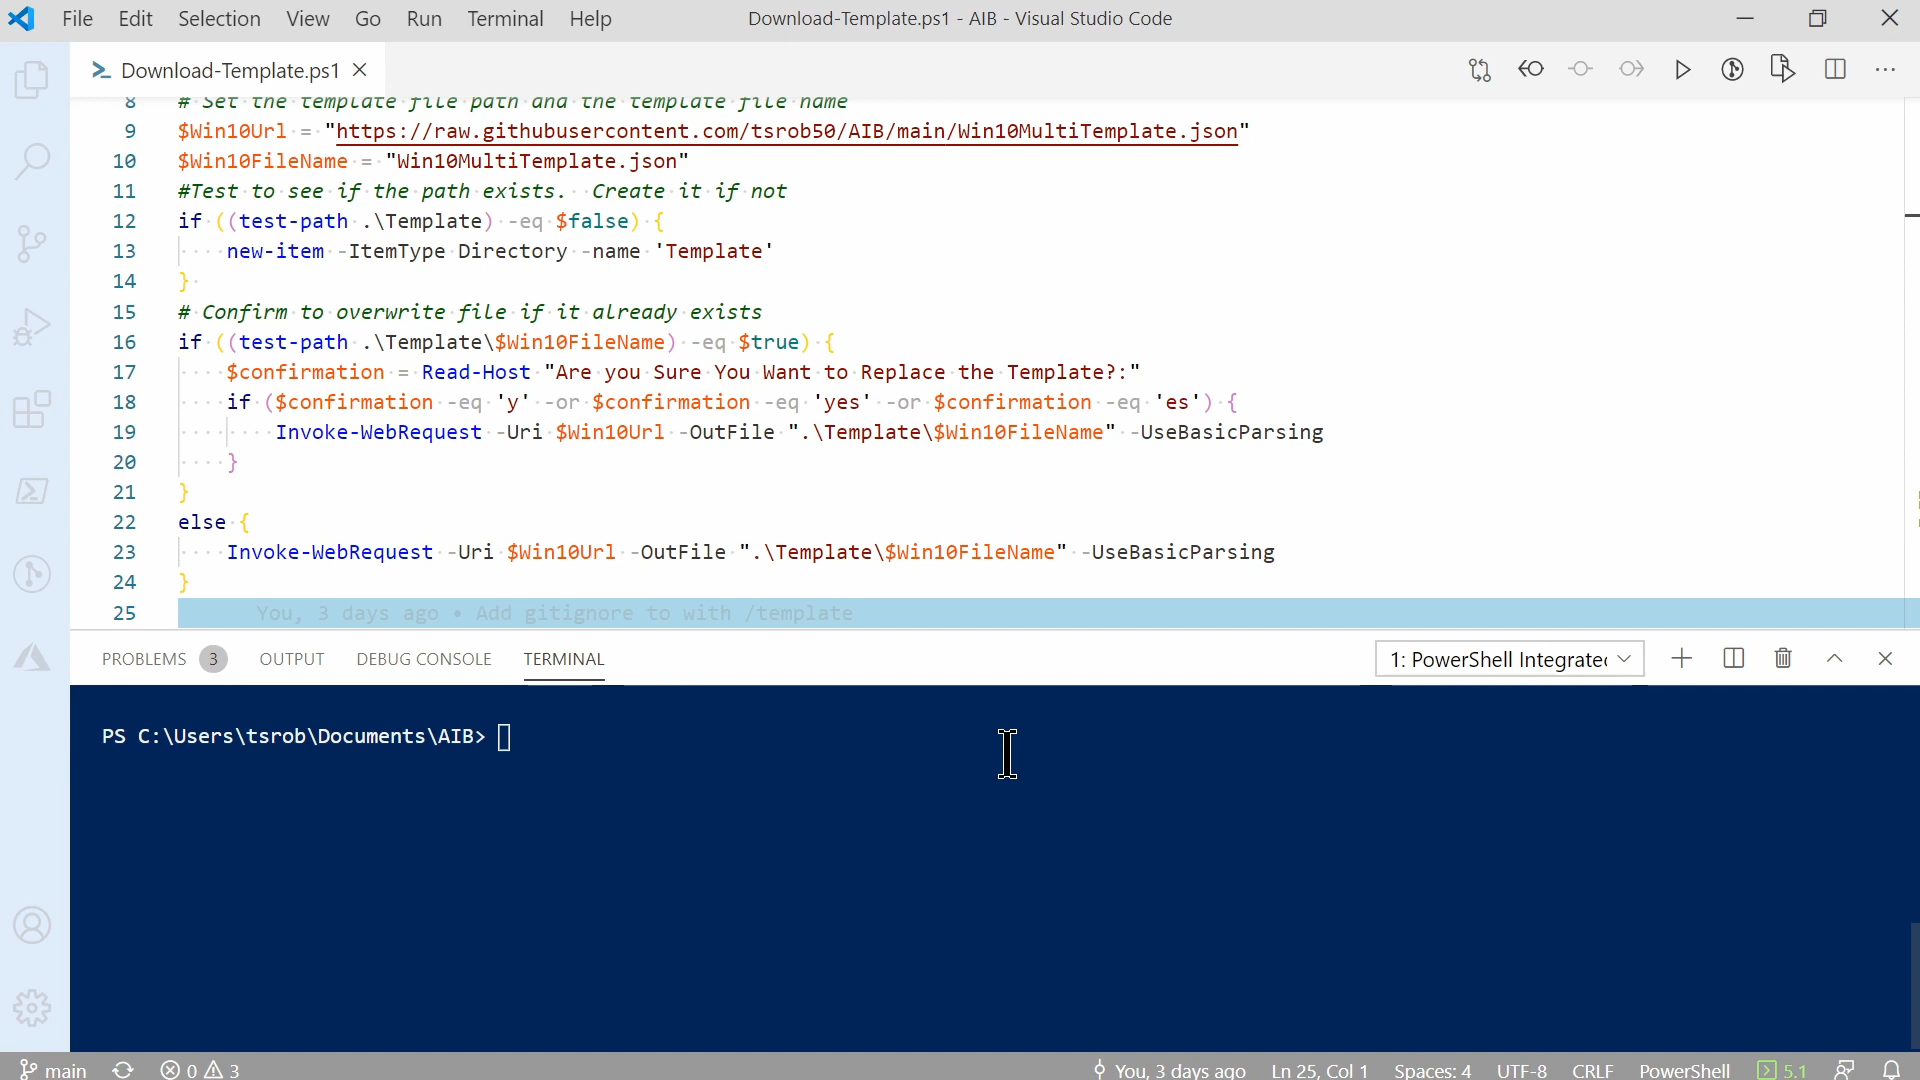 File Edit Selection View Go Run Terminal Help
Download-Template.ps1 - AIB - Visual Studio Code
Download-Template.ps1
8 # Set the template file path and the template file name
9 $Win10Url = "https://raw.githubusercontent.com/tsrob50/AIB/main/Win10MultiTemplate.json"
10 $Win10FileName = "Win10MultiTemplate.json"
11 #Test to see if the path exists.  Create it if not
12 if ((test-path .\Template) -eq $false) {
13     new-item -ItemType Directory -name 'Template'
14 }
15 # Confirm to overwrite file if it already exists
16 if ((test-path .\Template\$Win10FileName) -eq $true) {
17     $confirmation = Read-Host "Are you Sure You Want to Replace the Template?:"
18     if ($confirmation -eq 'y' -or $confirmation -eq 'yes' -or $confirmation -eq 'es') {
19         Invoke-WebRequest -Uri $Win10Url -OutFile ".\Template\$Win10FileName" -UseBasicParsing
20     }
21 }
22 else {
23     Invoke-WebRequest -Uri $Win10Url -OutFile ".\Template\$Win10FileName" -UseBasicParsing
24 }
25 You, 3 days ago • Add gitignore to with /template
PROBLEMS 3 OUTPUT DEBUG CONSOLE TERMINAL
1: PowerShell Integrate
PS C:\Users\tsrob\Documents\AIB>
main 0 3 You, 3 days ago Ln 25, Col 1 Spaces: 4 UTF-8 CRLF PowerShell 5.1